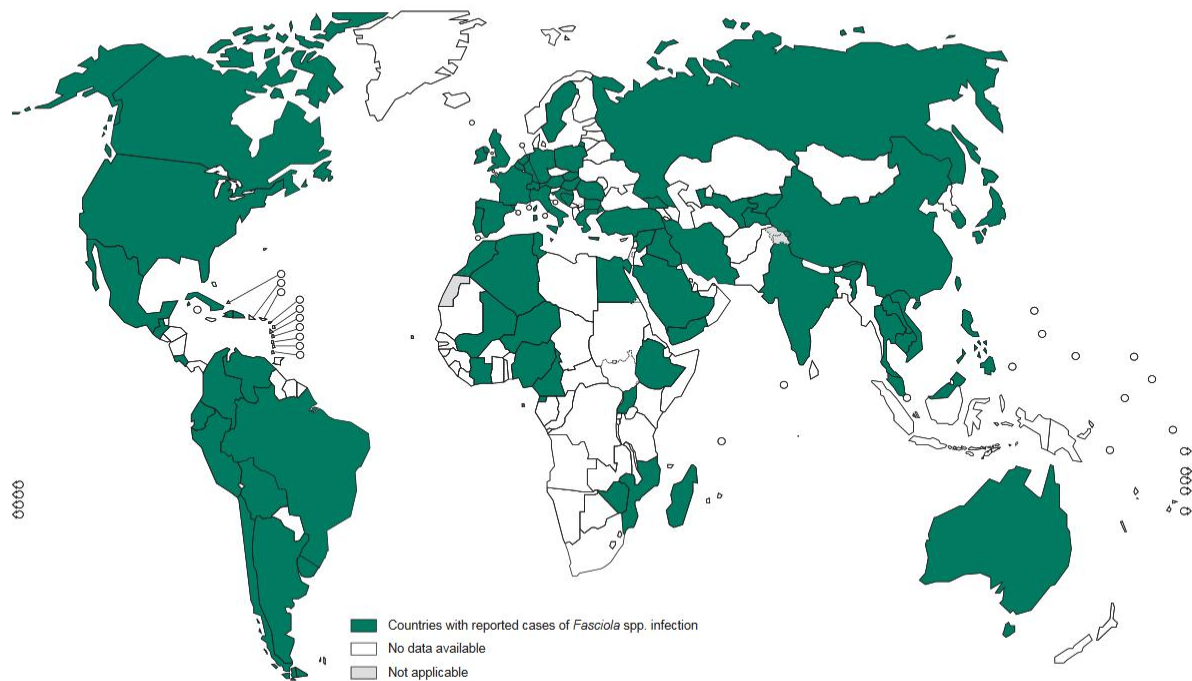 Countries with reported cases of Fasciola spp. infection
No data available
Not applicable